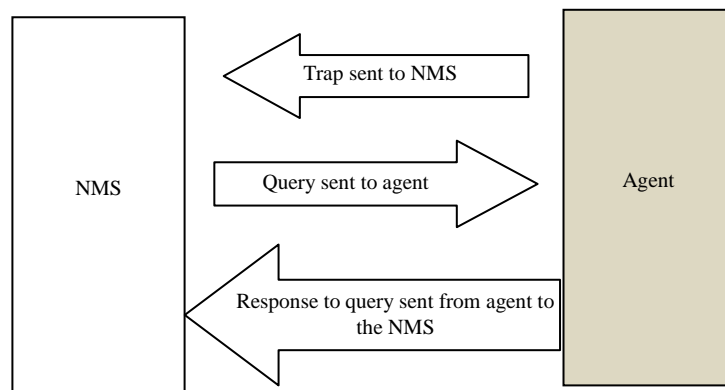 Trap sent to NMS
NMS
Query sent to agent
Agent
Response to query sent from agent to
the NMS